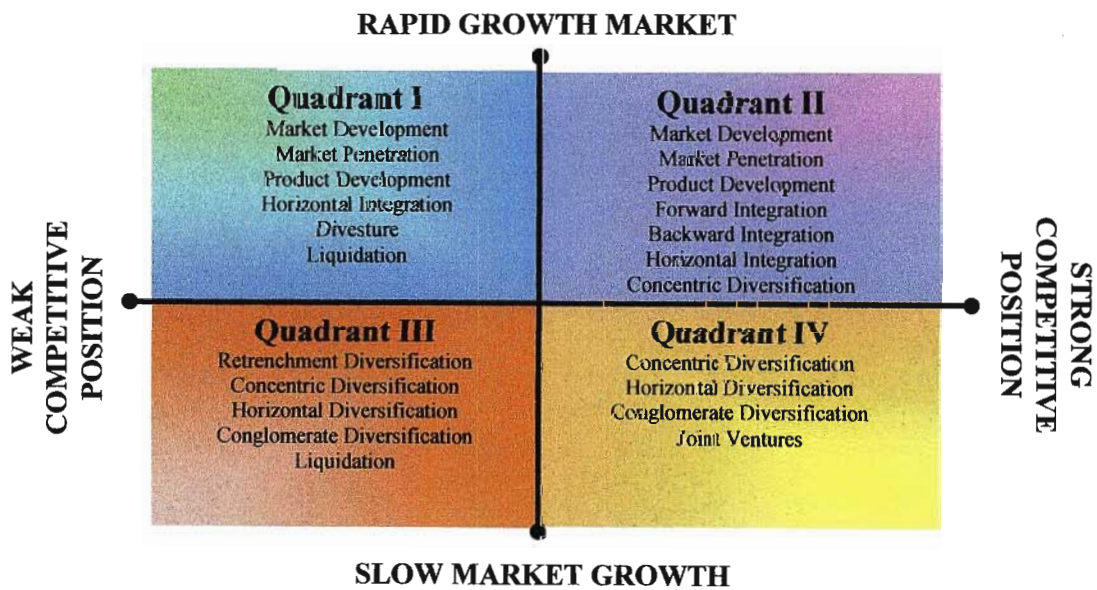 RAPID GROWTH MARKET
Quadrant I
Market Development
Market Penetration
Product Development
Horizontal Integration
Divesture
Liquidation
Quadrant II
Market Development
Market Penetration
Product Development
Forward Integration
Backward Integration
Horizontal Integration
Concentric Diversification
WEAK
COMPETITIVE
POSITION
STRONG
COMPETITIVE
POSITION
Quadrant III
Retrenchment Diversification
Concentric Diversification
Horizontal Diversification
Conglomerate Diversification
Liquidation
Quadrant IV
Concentric Diversification
Horizontal Diversification
Conglomerate Diversification
Joint Ventures
SLOW MARKET GROWTH